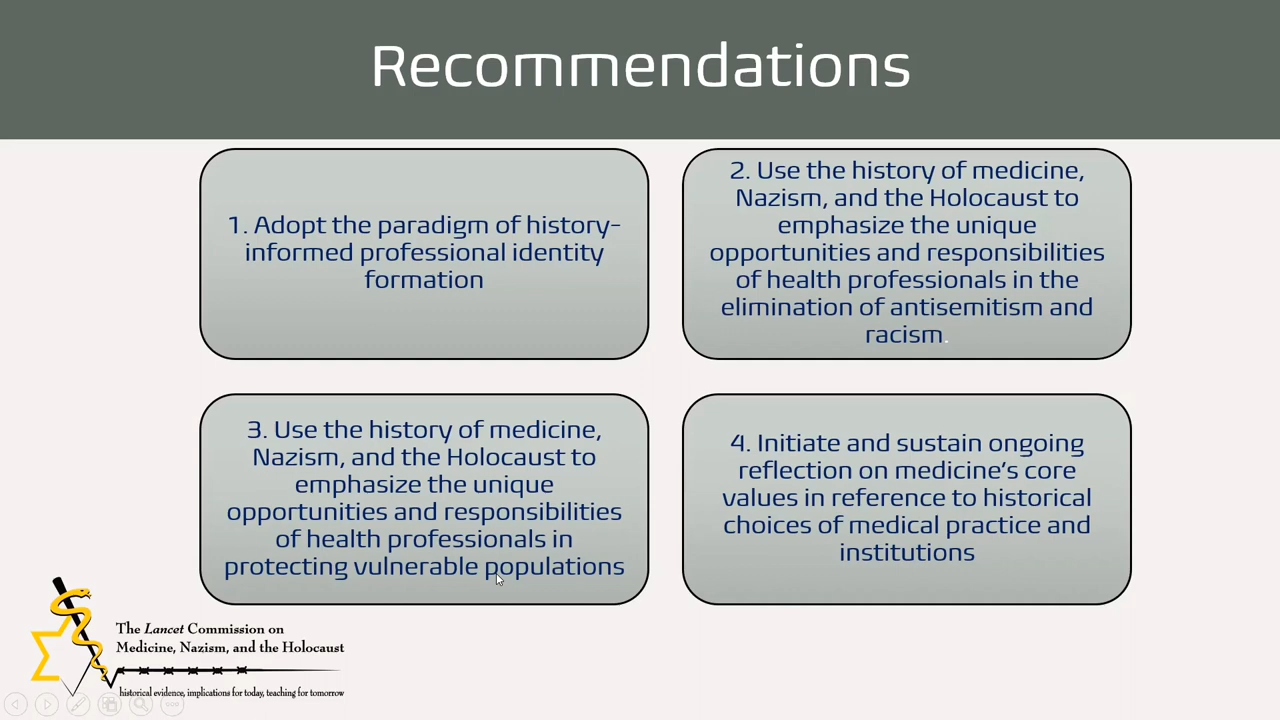 Recommendations
1. Adopt the paradigm of history-
informed professional identity
formation
2. Use the history of medicine,
Nazism, and the Holocaust to
emphasize the unique
opportunities and responsibilities
of health professionals in the
elimination of antisemitism and
racism.
3. Use the history of medicine,
Nazism, and the Holocaust to
emphasize the unique
opportunities and responsibilities
of health professionals in
protecting vulnerable populations
4. Initiate and sustain ongoing
reflection on medicine’s core
values in reference to historical
choices of medical practice and
institutions
The Lancet Commission on
Medicine, Nazism, and the Holocaust
historical evidence, implications for today, teaching for tomorrow